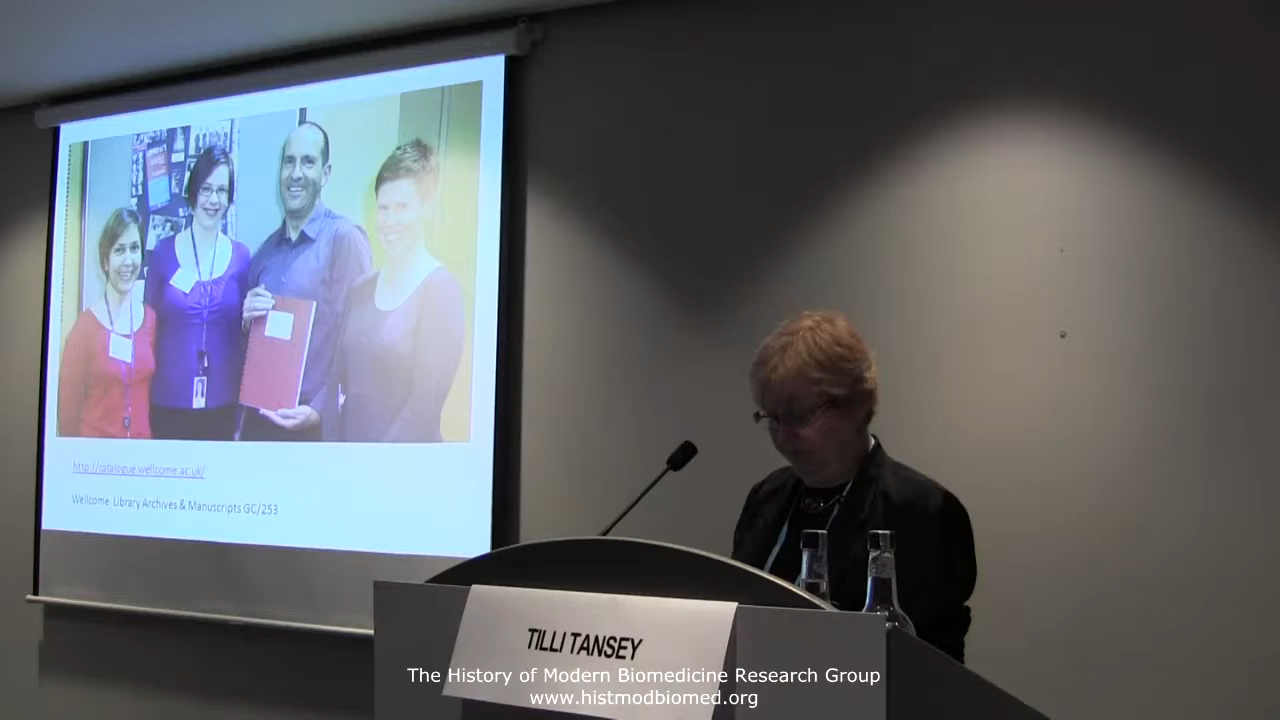 http://catalogue.wellcome.ac.uk/
Wellcome Library Archives & Manuscripts GC/253
TILLI TANSEY
The History of Modern Biomedicine Research Group
www.histmodbiomed.org